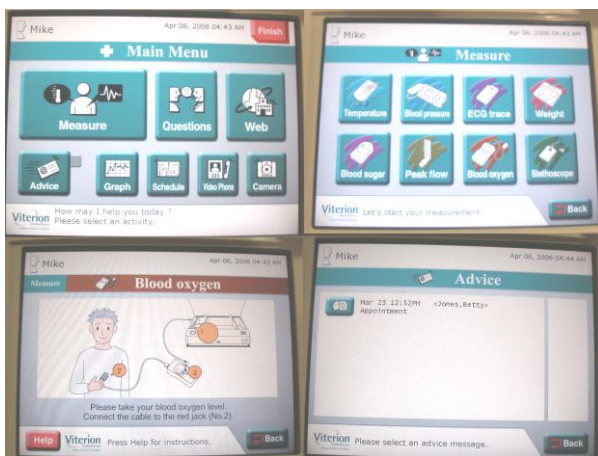 Mike
Apr 06, 2006 04:43 AM
Finish
Main Menu
Measure
Questions
Web
Advice
Graph
Schedule
Video Phone
Camera
Viterion
How may I help you today ?
Please select an activity.
Mike
Apr 06, 2006 04:43 AM
Measure
Temperature
Blood pressure
ECG trace
Weight
Blood sugar
Peak flow
Blood oxygen
Stethoscope
Viterion
Let's start your measurement.
Back
Mike
Apr 06, 2006 04:43 AM
Measure
Blood oxygen
1
2
3
Please take your blood oxygen level.
Connect the cable to the red jack (No.2).
Help
Viterion
Press Help for instructions.
Back
Mike
Apr 06, 2006 04:44 AM
Advice
Mar 23 12:52PM <Jones,Betty>
Appointment
Viterion
Please select an advice message.
Back